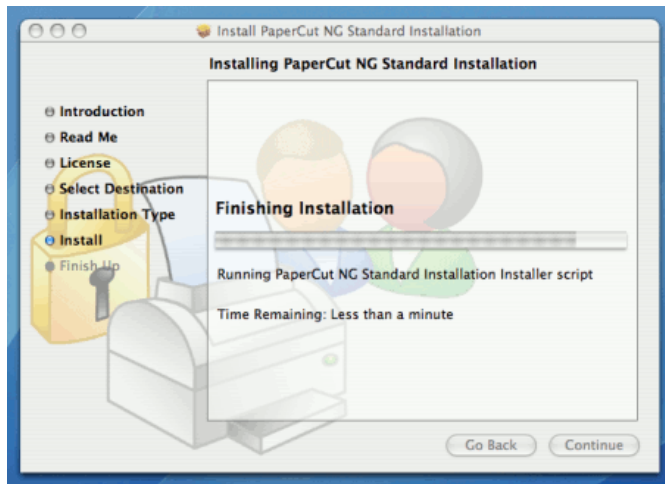 Install PaperCut NG Standard Installation
Installing PaperCut NG Standard Installation
Introduction
Read Me
License
Select Destination
Installation Type
Install
Finish Up
Finishing Installation
Running PaperCut NG Standard Installation Installer script
Time Remaining: Less than a minute
Go Back
Continue